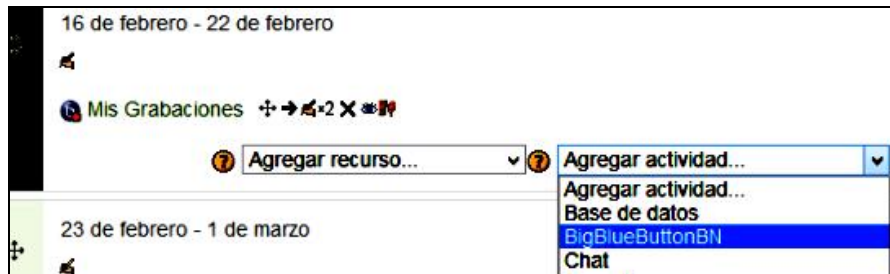 16 de febrero - 22 de febrero
Mis Grabaciones ×2
? Agregar recurso... ? Agregar actividad...
Agregar actividad...
Base de datos
BigBlueButtonBN
23 de febrero - 1 de marzo
Chat